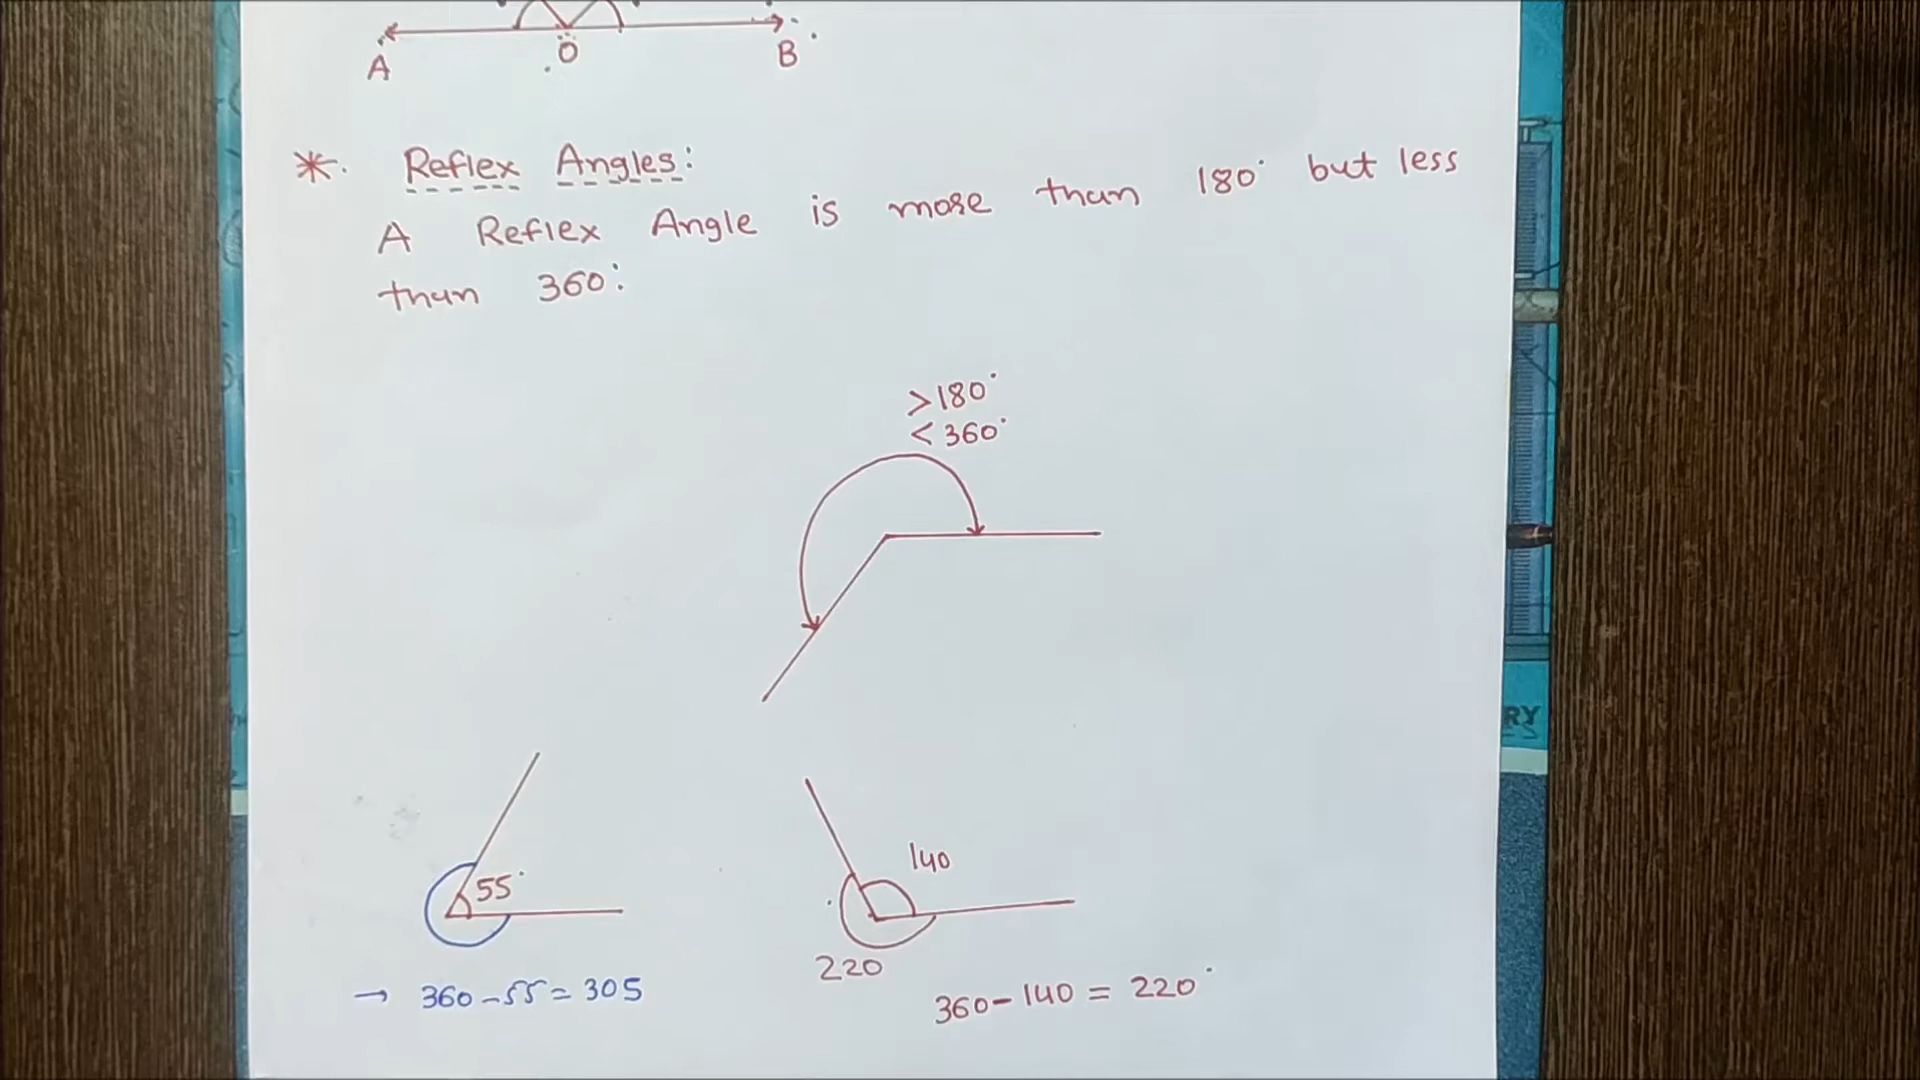 A O B
* Reflex Angles:
A Reflex Angle is more than 180° but less
than 360°.
>180°
<360°
55°
140
220
→ 360-55=305
360-140 = 220°
RY